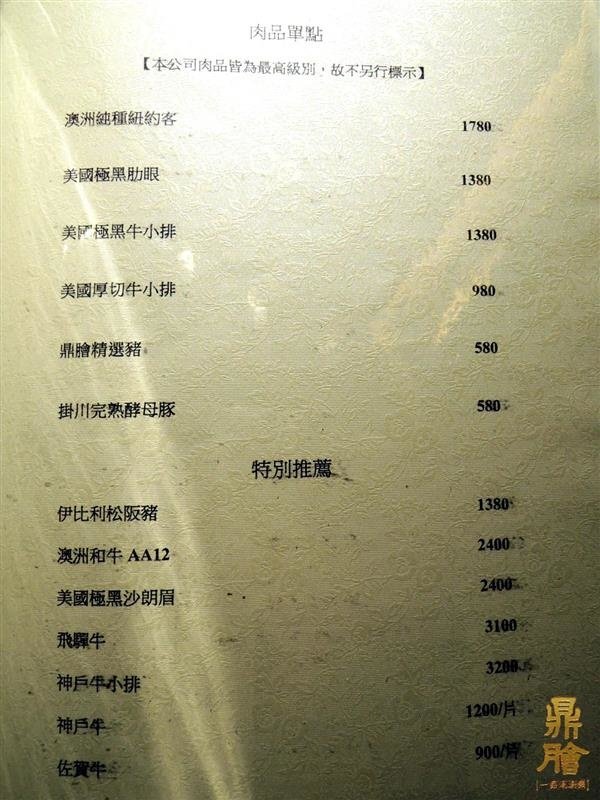 肉品單點
【本公司肉品皆為最高級別，故不另行標示】
澳洲純種紐約客 1780
美國極黑肋眼 1380
美國極黑牛小排 1380
美國厚切牛小排 980
鼎膾精選豬 580
掛川完熟酵母豚 580
特別推薦
伊比利松阪豬 1380
澳洲和牛 AA12 2400
美國極黑沙朗眉 2400
飛驒牛 3100
神戶牛小排 3200
神戶牛 1200/片
佐賀牛 900/片
鼎膾